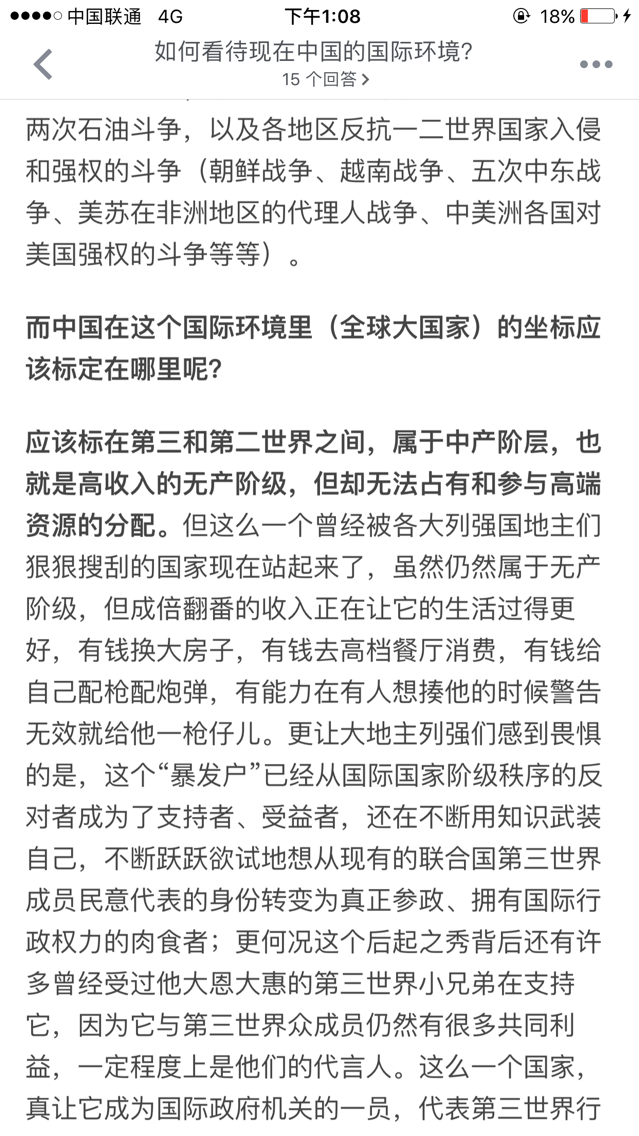 中国联通 4G 下午1:08 18%
如何看待现在中国的国际环境?
15 个回答
两次石油斗争，以及各地区反抗一二世界国家入侵
和强权的斗争（朝鲜战争、越南战争、五次中东战
争、美苏在非洲地区的代理人战争、中美洲各国对
美国强权的斗争等等）。
而中国在这个国际环境里（全球大国家）的坐标应
该标定在哪里呢?
应该标在第三和第二世界之间，属于中产阶层，也
就是高收入的无产阶级，但却无法占有和参与高端
资源的分配。但这么一个曾经被各大列强国地主们
狠狠搜刮的国家现在站起来了，虽然仍然属于无产
阶级，但成倍翻番的收入正在让它的生活过得更
好，有钱换大房子，有钱去高档餐厅消费，有钱给
自己配枪配炮弹，有能力在有人想揍他的时候警告
无效就给他一枪仔儿。更让大地主列强们感到畏惧
的是，这个“暴发户”已经从国际国家阶级秩序的反
对者成为了支持者、受益者，还在不断用知识武装
自己，不断跃跃欲试地想从现有的联合国第三世界
成员民意代表的身份转变为真正参政、拥有国际行
政权力的肉食者；更何况这个后起之秀背后还有许
多曾经受过他大恩大惠的第三世界小兄弟在支持
它，因为它与第三世界众成员仍然有很多共同利
益，一定程度上是他们的代言人。这么一个国家，
真让它成为国际政府机关的一员，代表第三世界行